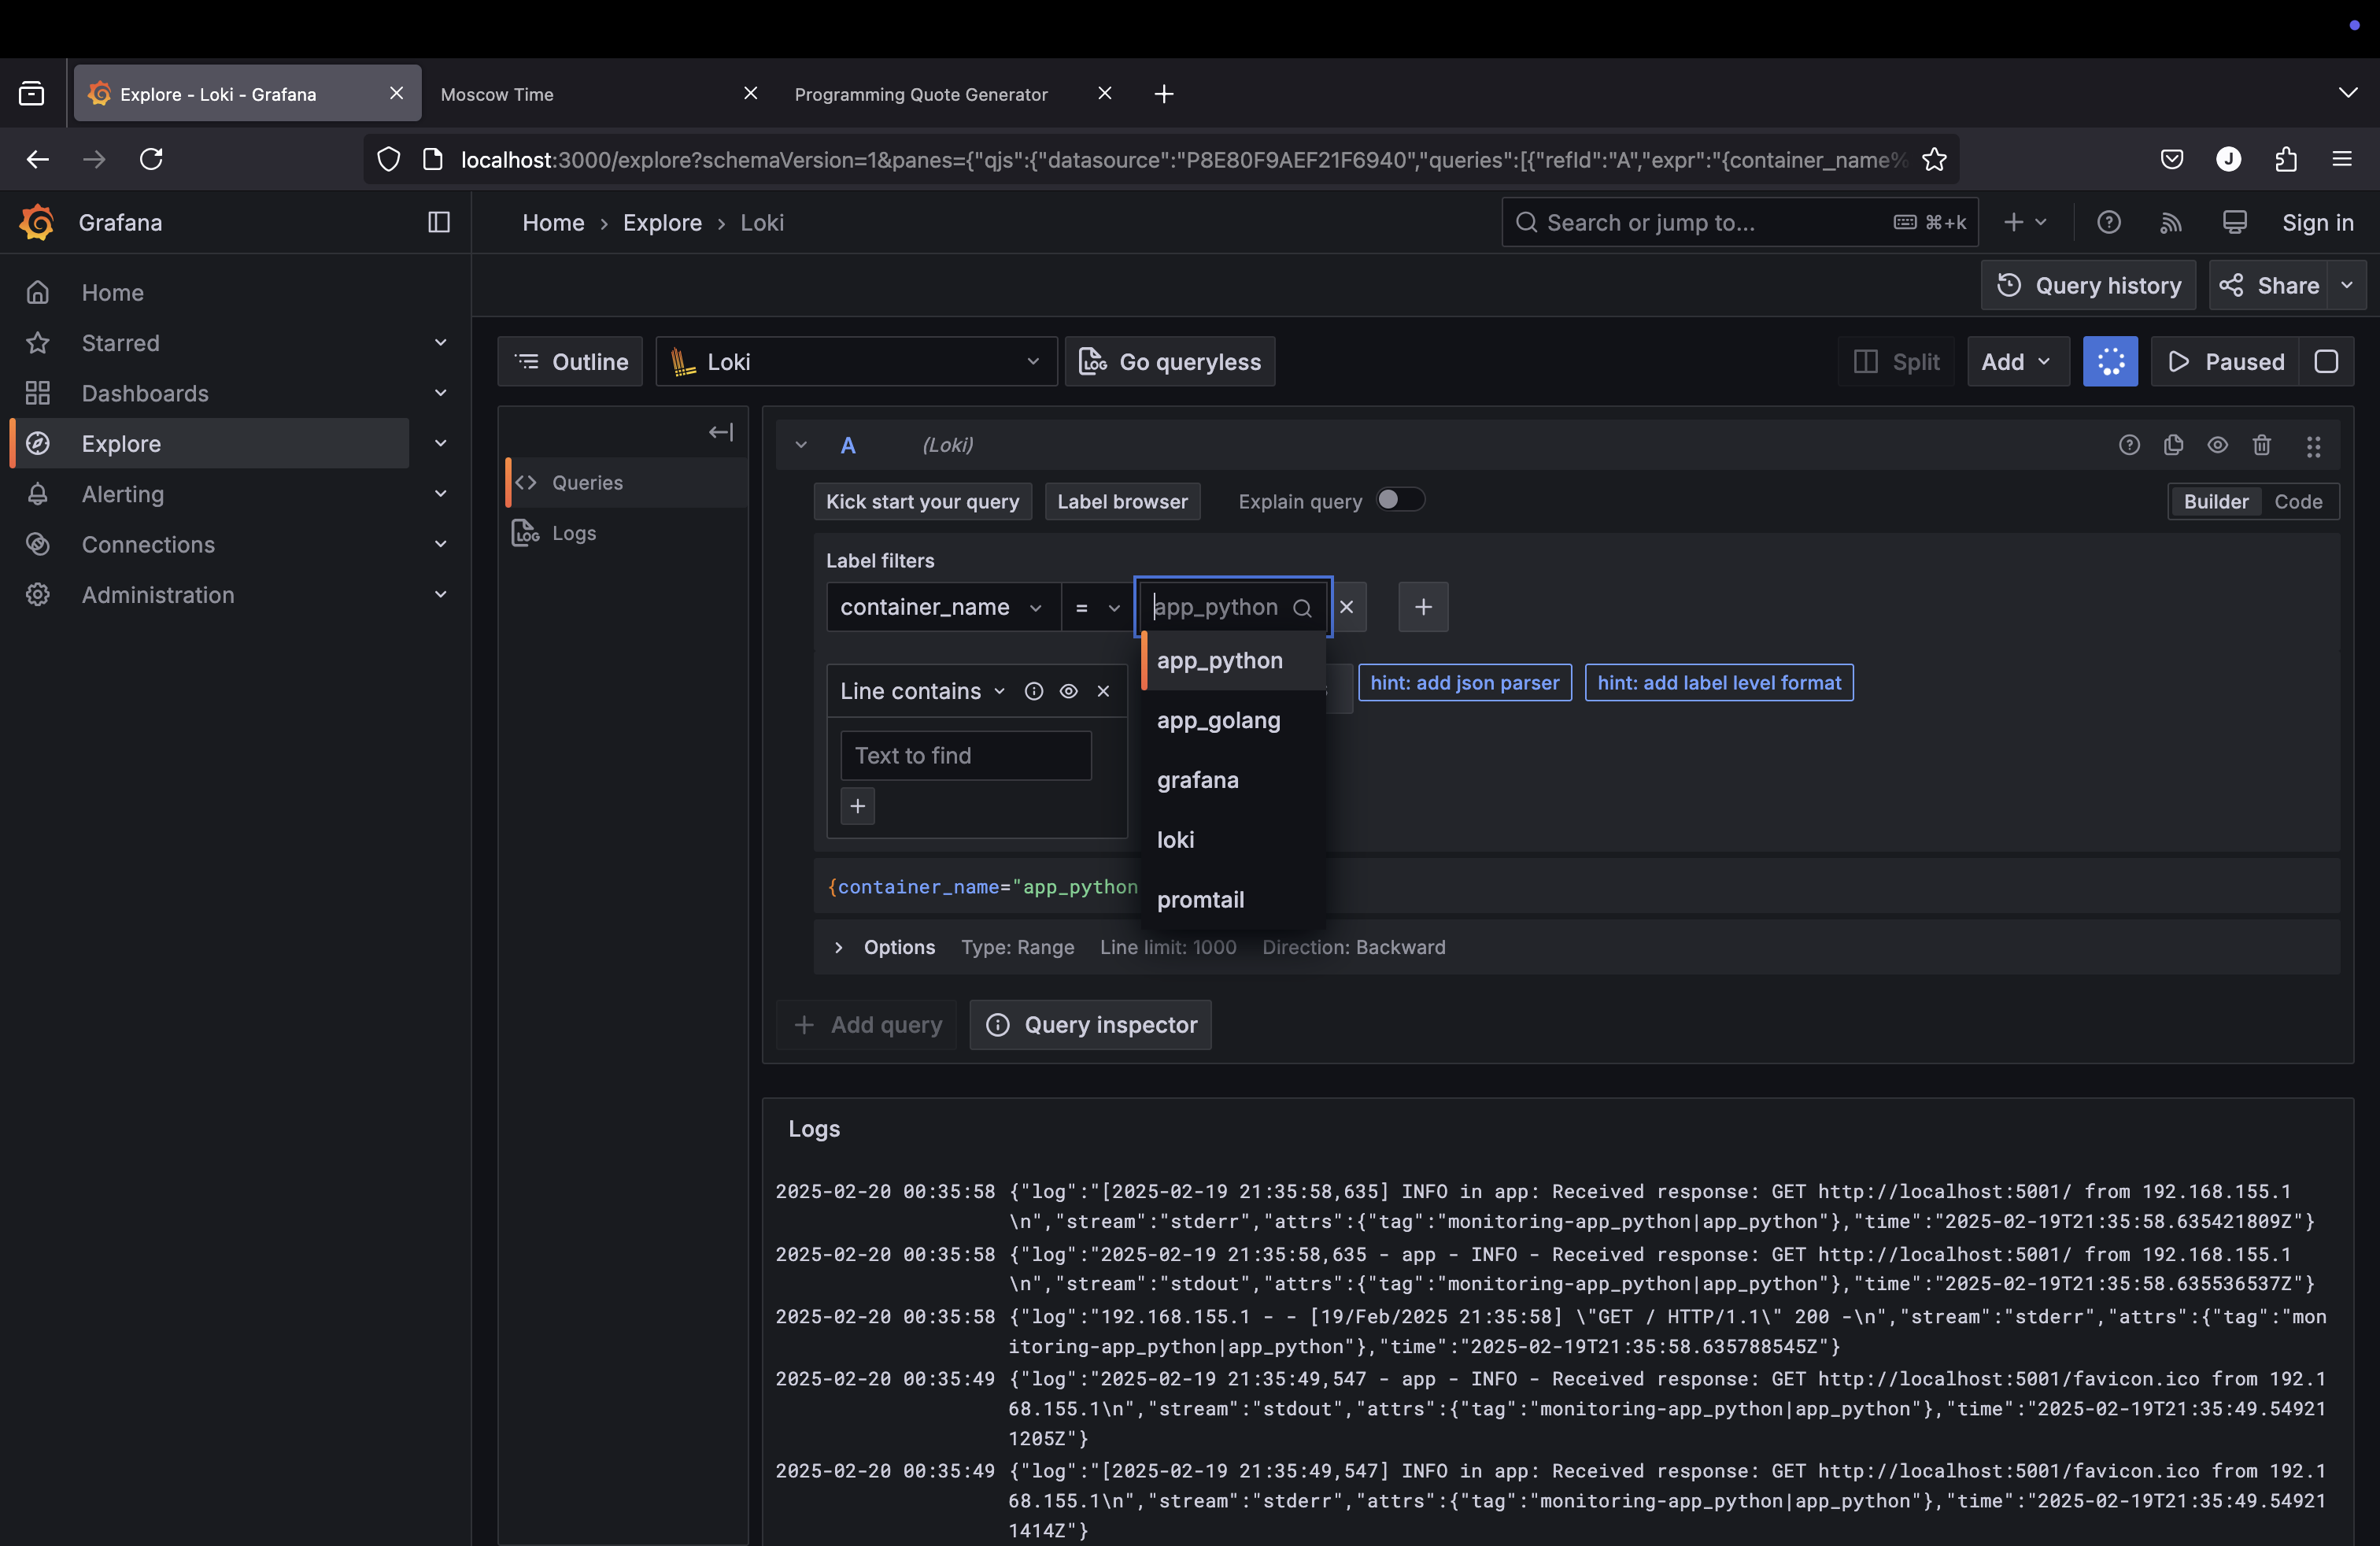 Explore - Loki - Grafana
Moscow Time
Programming Quote Generator
localhost:3000/explore?schemaVersion=1&panes={"qjs":{"datasource":"P8E80F9AEF21F6940","queries":[{"refId":"A","expr":"{container_name%
J
Grafana
Home › Explore › Loki
Search or jump to...
⌘+k
Sign in
Query history
Share
Home
Starred
Dashboards
Explore
Alerting
Connections
Administration
Outline
Loki
LOG Go queryless
Split
Add
Paused
Queries
LOG Logs
A (Loki)
Kick start your query
Label browser
Explain query
Builder
Code
Label filters
container_name
=
app_python
app_python
app_golang
grafana
loki
promtail
Line contains
Text to find
hint: add json parser
hint: add label level format
{container_name="app_python
Options Type: Range Line limit: 1000 Direction: Backward
+ Add query
Query inspector
Logs
2025-02-20 00:35:58 {"log":"[2025-02-19 21:35:58,635] INFO in app: Received response: GET http://localhost:5001/ from 192.168.155.1
\n","stream":"stderr","attrs":{"tag":"monitoring-app_python|app_python"},"time":"2025-02-19T21:35:58.635421809Z"}
2025-02-20 00:35:58 {"log":"2025-02-19 21:35:58,635 - app - INFO - Received response: GET http://localhost:5001/ from 192.168.155.1
\n","stream":"stdout","attrs":{"tag":"monitoring-app_python|app_python"},"time":"2025-02-19T21:35:58.635536537Z"}
2025-02-20 00:35:58 {"log":"192.168.155.1 - - [19/Feb/2025 21:35:58] \"GET / HTTP/1.1\" 200 -\n","stream":"stderr","attrs":{"tag":"mon
itoring-app_python|app_python"},"time":"2025-02-19T21:35:58.635788545Z"}
2025-02-20 00:35:49 {"log":"2025-02-19 21:35:49,547 - app - INFO - Received response: GET http://localhost:5001/favicon.ico from 192.1
68.155.1\n","stream":"stdout","attrs":{"tag":"monitoring-app_python|app_python"},"time":"2025-02-19T21:35:49.54921
1205Z"}
2025-02-20 00:35:49 {"log":"[2025-02-19 21:35:49,547] INFO in app: Received response: GET http://localhost:5001/favicon.ico from 192.1
68.155.1\n","stream":"stderr","attrs":{"tag":"monitoring-app_python|app_python"},"time":"2025-02-19T21:35:49.54921
1414Z"}